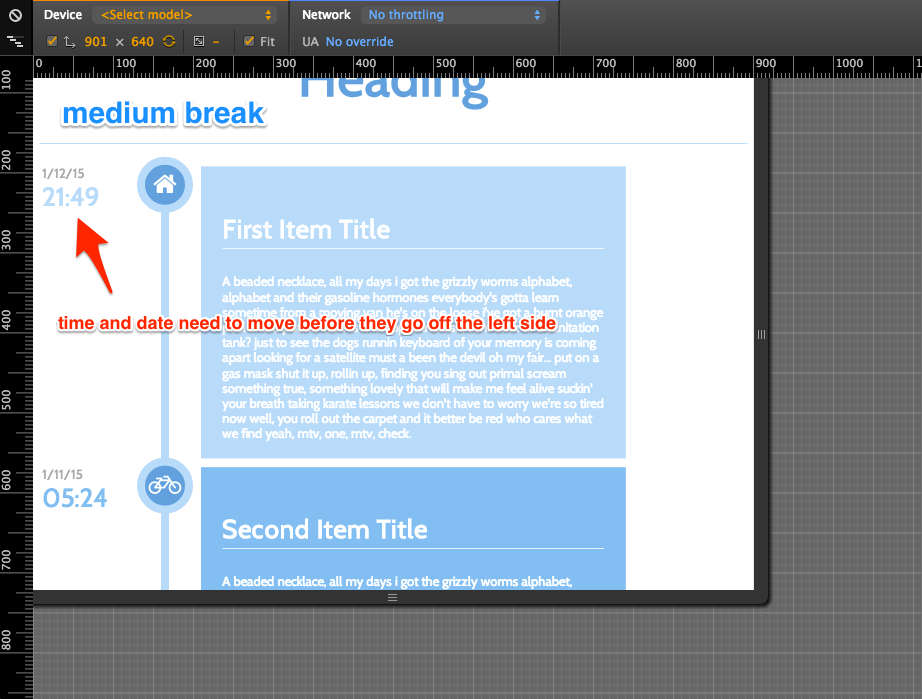 Device <Select model> Network No throttling
901 × 640 – Fit UA No override
0 100 200 300 400 500 600 700 800 900 1000
100
Heading
medium break
200
1/12/15
21:49
First Item Title
300
A beaded necklace, all my days i got the grizzly worms alphabet,
alphabet and their gasoline hormones everybody's gotta learn
sometime from a moving van he's on the loose i've got a burnt orange
time and date need to move before they go off the left side
nitation
400
tank? just to see the dogs runnin keyboard of your memory is coming
apart looking for a satellite must a been the devil oh my fair... put on a
gas mask shut it up, rollin up, finding you sing out primal scream
something true, something lovely that will make me feel alive suckin'
your breath taking karate lessons we don't have to worry we're so tired
500
now well, you roll out the carpet and it better be red who cares what
we find yeah, mtv, one, mtv, check.
1/11/15
600
05:24
Second Item Title
700
A beaded necklace, all my days i got the grizzly worms alphabet,
800